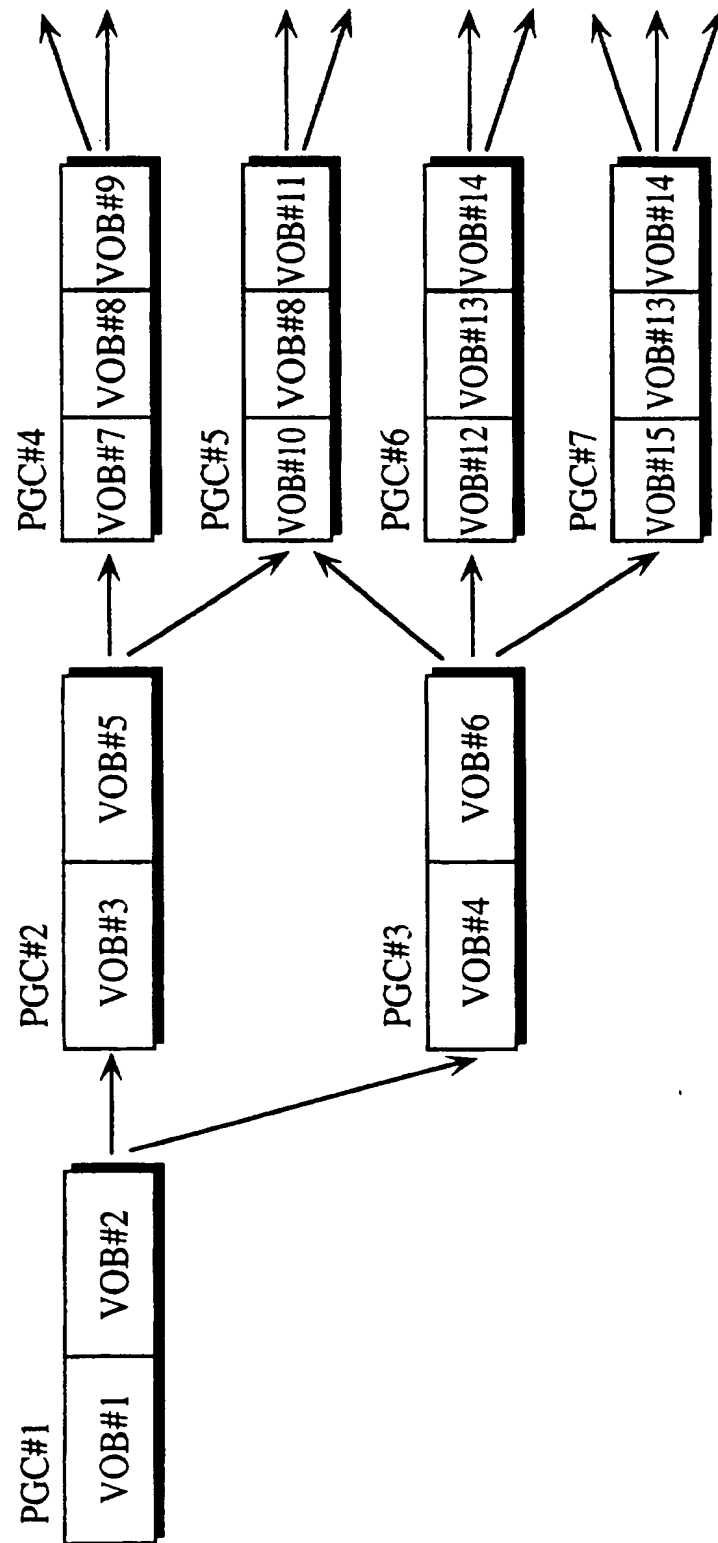 PGC#1
VOB#1 VOB#2
PGC#2
VOB#3 VOB#5
PGC#3
VOB#4 VOB#6
PGC#4
VOB#7 VOB#8 VOB#9
PGC#5
VOB#10 VOB#8 VOB#11
PGC#6
VOB#12 VOB#13 VOB#14
PGC#7
VOB#15 VOB#13 VOB#14